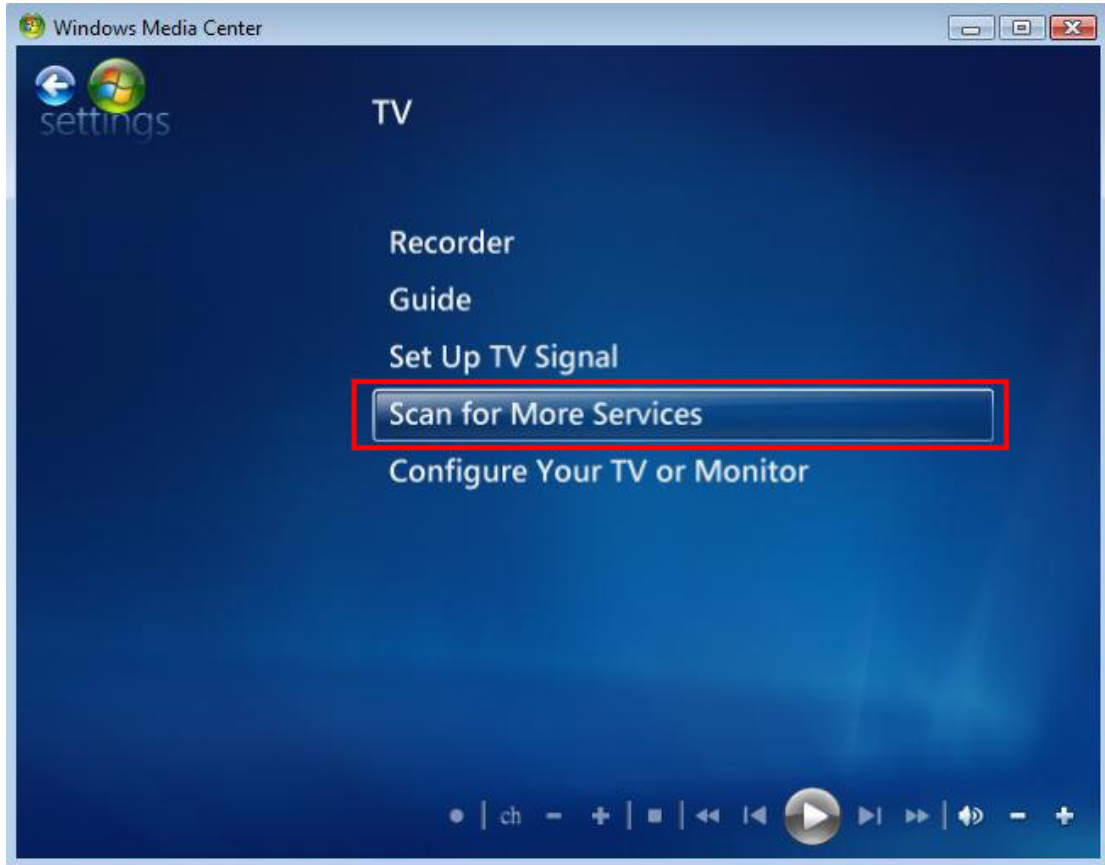 Windows Media Center
settings
TV
Recorder
Guide
Set Up TV Signal
Scan for More Services
Configure Your TV or Monitor
ch